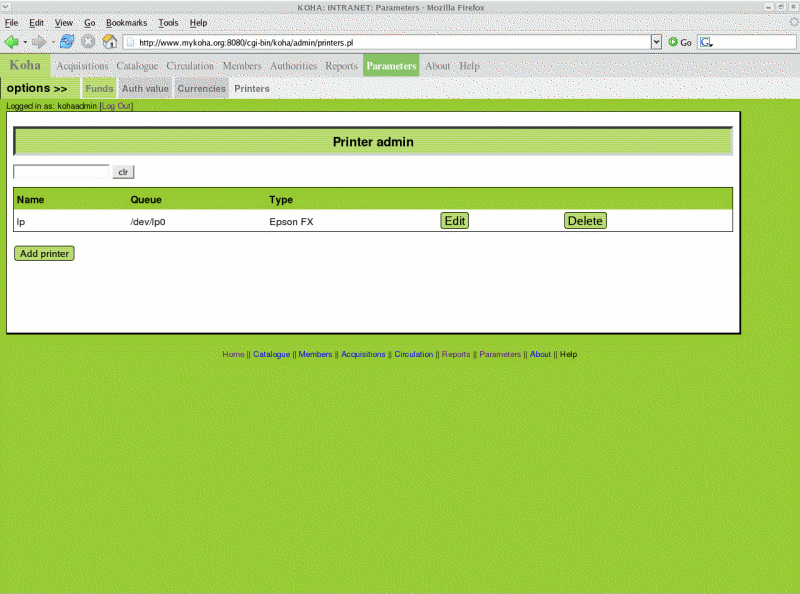 KOHA: INTRANET: Parameters - Mozilla Firefox
File Edit View Go Bookmarks Tools Help
http://www.mykoha.org:8080/cgi-bin/koha/admin/printers.pl Go G
Koha Acquisitions Catalogue Circulation Members Authorities Reports Parameters About Help
options >> Funds Auth value Currencies Printers
Logged in as: kohaadmin [Log Out]
Printer admin
clr
Name Queue Type
lp /dev/lp0 Epson FX Edit Delete
Add printer
Home || Catalogue || Members || Acquisitions || Circulation || Reports || Parameters || About || Help